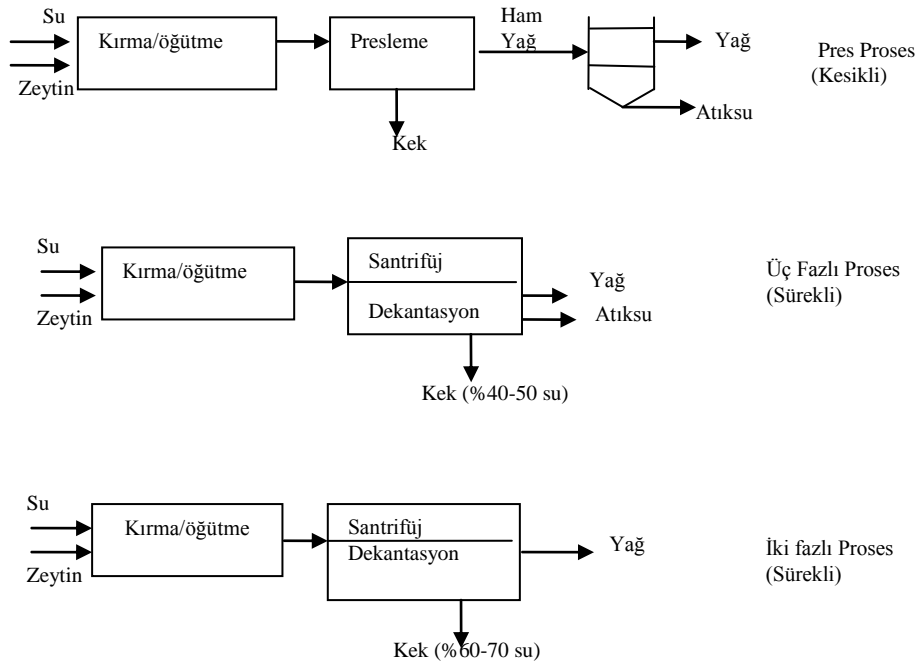 Su
Zeytin
Kırma/öğütme
Presleme
Kek
Ham
Yağ
Yağ
Atıksu
Pres Proses
(Kesikli)
Su
Zeytin
Kırma/öğütme
Santrifüj
Dekantasyon
Yağ
Atıksu
Kek (%40-50 su)
Üç Fazlı Proses
(Sürekli)
Su
Zeytin
Kırma/öğütme
Santrifüj
Dekantasyon
Yağ
Kek (%60-70 su)
İki fazlı Proses
(Sürekli)